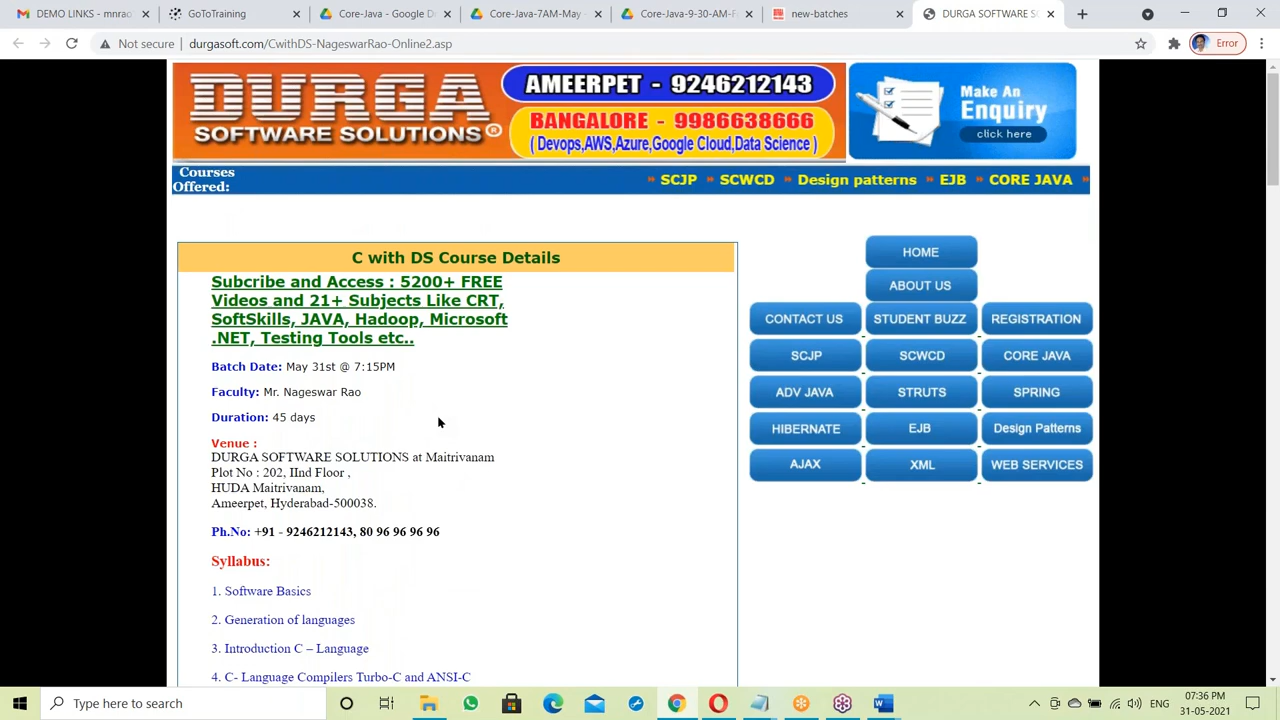 DEMO LINKS - mnrao
GoToTraining
Core-Java - Google D
Core-Java-7AM-May -
Core-Java-9-30-AM-F
new-batches
DURGA SOFTWARE S
Not secure
durgasoft.com/CwithDS-NageswarRao-Online2.asp
Error
DURGA
SOFTWARE SOLUTIONS®
AMEERPET - 9246212143
BANGALORE - 9986638666
( Devops,AWS,Azure,Google Cloud,Data Science )
Make An
Enquiry
click here
Courses
Offered:
SCJP
SCWCD
Design patterns
EJB
CORE JAVA
C with DS Course Details
Subcribe and Access : 5200+ FREE
Videos and 21+ Subjects Like CRT,
SoftSkills, JAVA, Hadoop, Microsoft
.NET, Testing Tools etc..
Batch Date: May 31st @ 7:15PM
Faculty: Mr. Nageswar Rao
Duration: 45 days
Venue :
DURGA SOFTWARE SOLUTIONS at Maitrivanam
Plot No : 202, IInd Floor ,
HUDA Maitrivanam,
Ameerpet, Hyderabad-500038.
Ph.No: +91 - 9246212143, 80 96 96 96 96
Syllabus:
1. Software Basics
2. Generation of languages
3. Introduction C – Language
4. C- Language Compilers Turbo-C and ANSI-C
HOME
ABOUT US
CONTACT US
STUDENT BUZZ
REGISTRATION
SCJP
SCWCD
CORE JAVA
ADV JAVA
STRUTS
SPRING
HIBERNATE
EJB
Design Patterns
AJAX
XML
WEB SERVICES
Type here to search
ENG
07:36 PM
31-05-2021